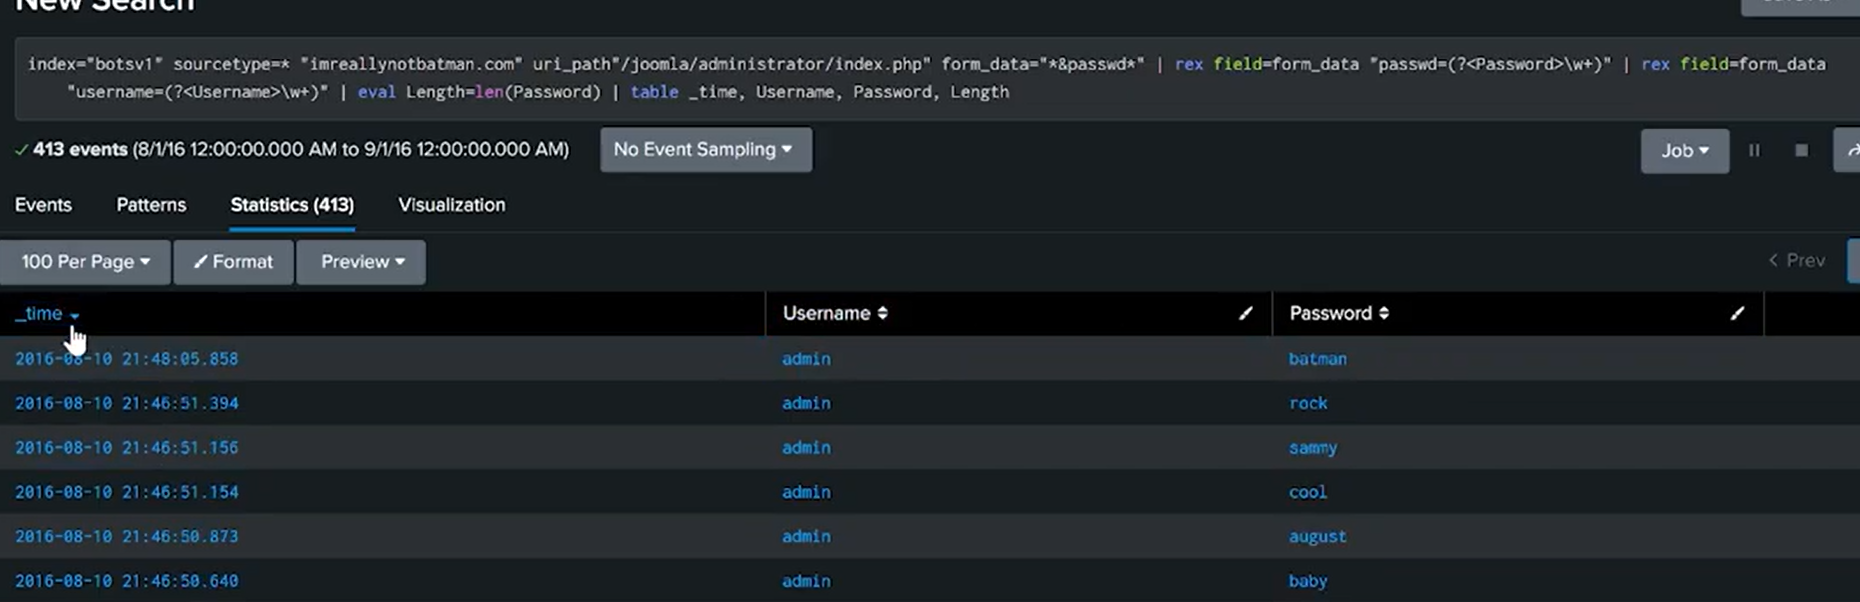 New Search
index="botsv1" sourcetype=* "imreallynotbatman.com" uri_path"/joomla/administrator/index.php" form_data="*&passwd*" | rex field=form_data "passwd=(?<Password>\w+)" | rex field=form_data
"username=(?<Username>\w+)" | eval Length=len(Password) | table _time, Username, Password, Length
✓ 413 events (8/1/16 12:00:00.000 AM to 9/1/16 12:00:00.000 AM) No Event Sampling Job
Events Patterns Statistics (413) Visualization
100 Per Page Format Preview < Prev
_time Username Password
2016-08-10 21:48:05.858 admin batman
2016-08-10 21:46:51.394 admin rock
2016-08-10 21:46:51.156 admin sammy
2016-08-10 21:46:51.154 admin cool
2016-08-10 21:46:50.873 admin august
2016-08-10 21:46:50.640 admin baby